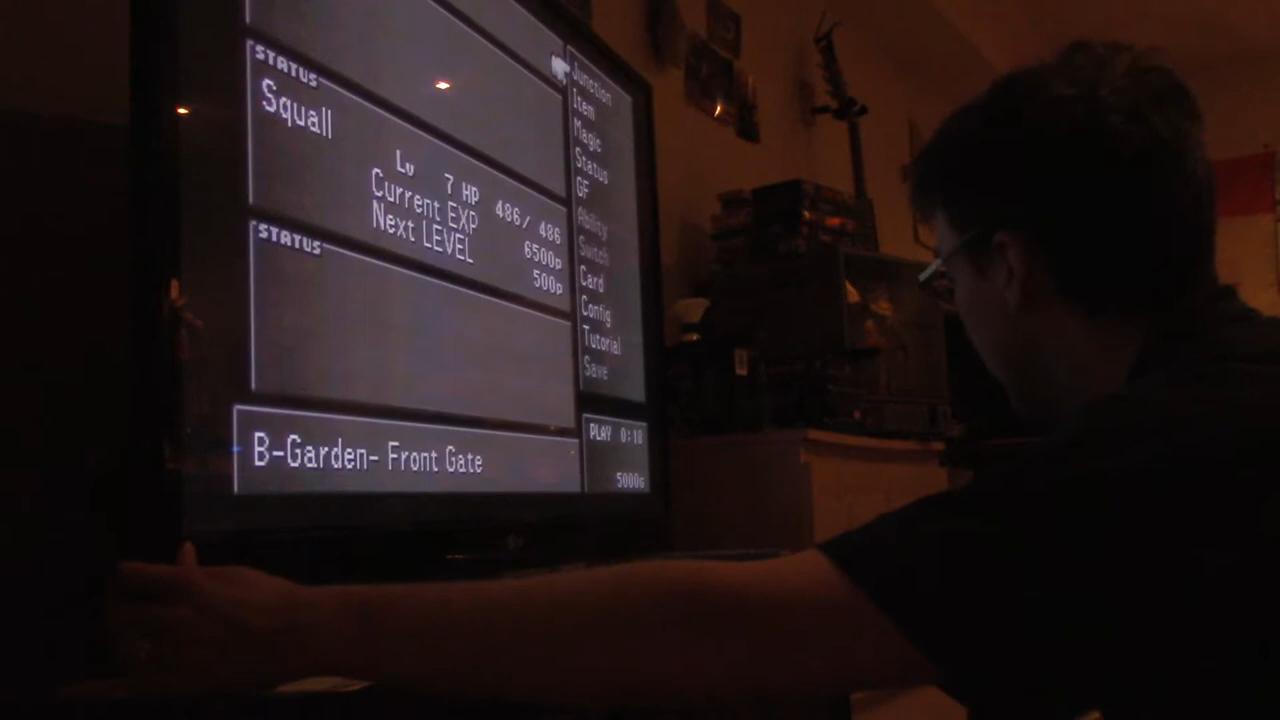 STATUS
Squall
Lv 7 HP 486/ 486
Current EXP 6500p
Next LEVEL 500p
STATUS
B-Garden- Front Gate
Junction
Item
Magic
Status
GF
Ability
Switch
Card
Config
Tutorial
Save
PLAY 0:18
5000G